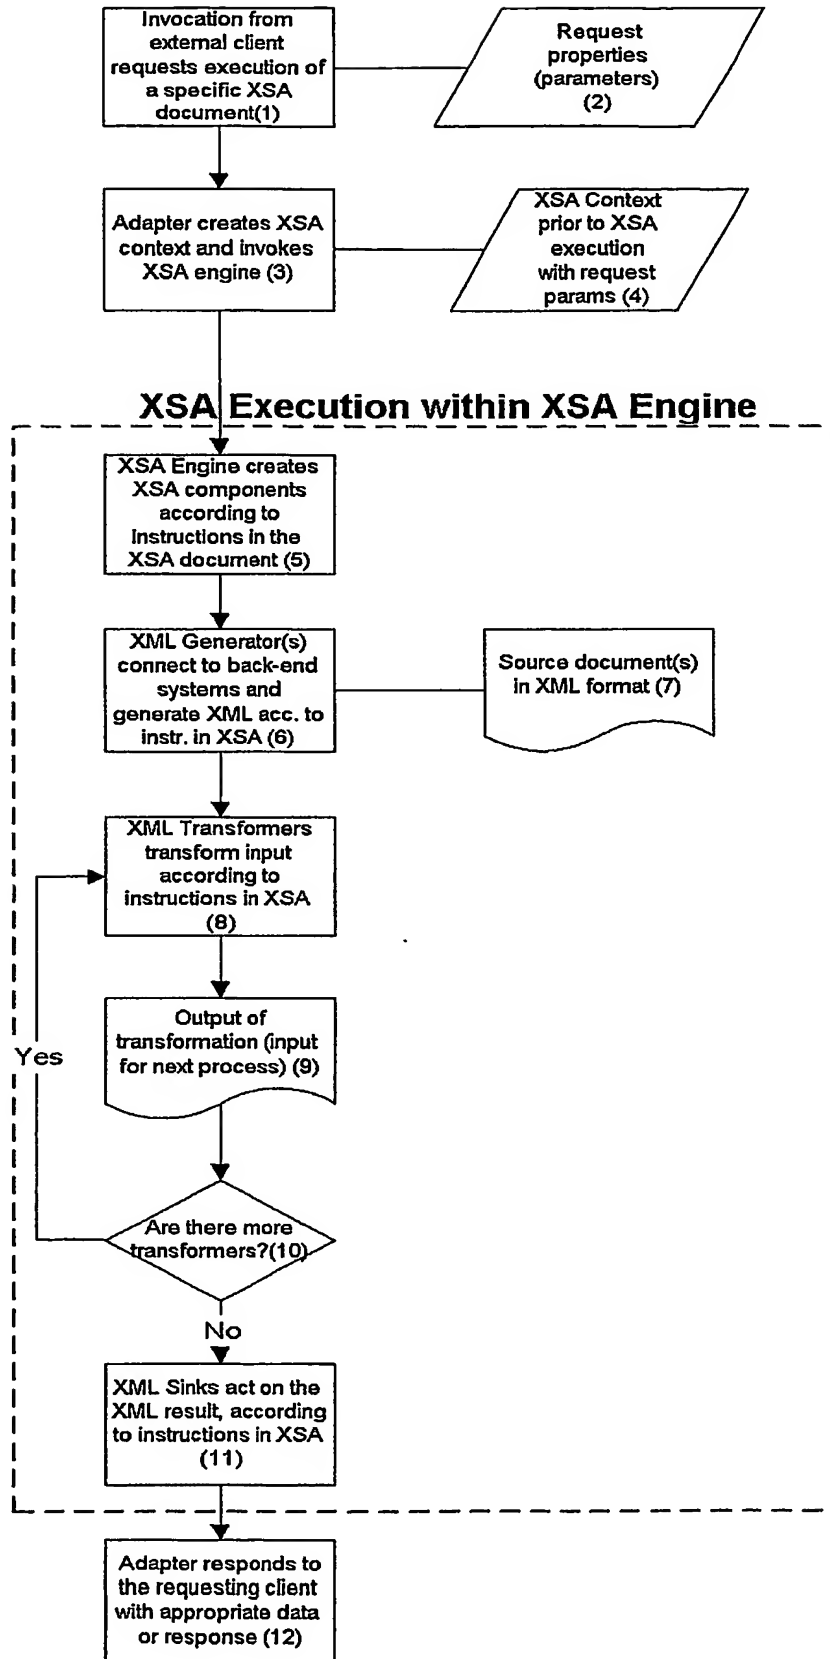 Invocation from
external client
requests execution of
a specific XSA
document(1)
Request
properties
(parameters)
(2)
Adapter creates XSA
context and invokes
XSA engine (3)
XSA Context
prior to XSA
execution
with request
params (4)
XSA Execution within XSA Engine
XSA Engine creates
XSA components
according to
instructions in the
XSA document (5)
XML Generator(s)
connect to back-end
systems and
generate XML acc. to
instr. in XSA (6)
Source document(s)
in XML format (7)
XML Transformers
transform input
according to
instructions in XSA
(8)
Output of
transformation (input
for next process) (9)
Yes
Are there more
transformers?(10)
No
XML Sinks act on the
XML result, according
to instructions in XSA
(11)
Adapter responds to
the requesting client
with appropriate data
or response (12)